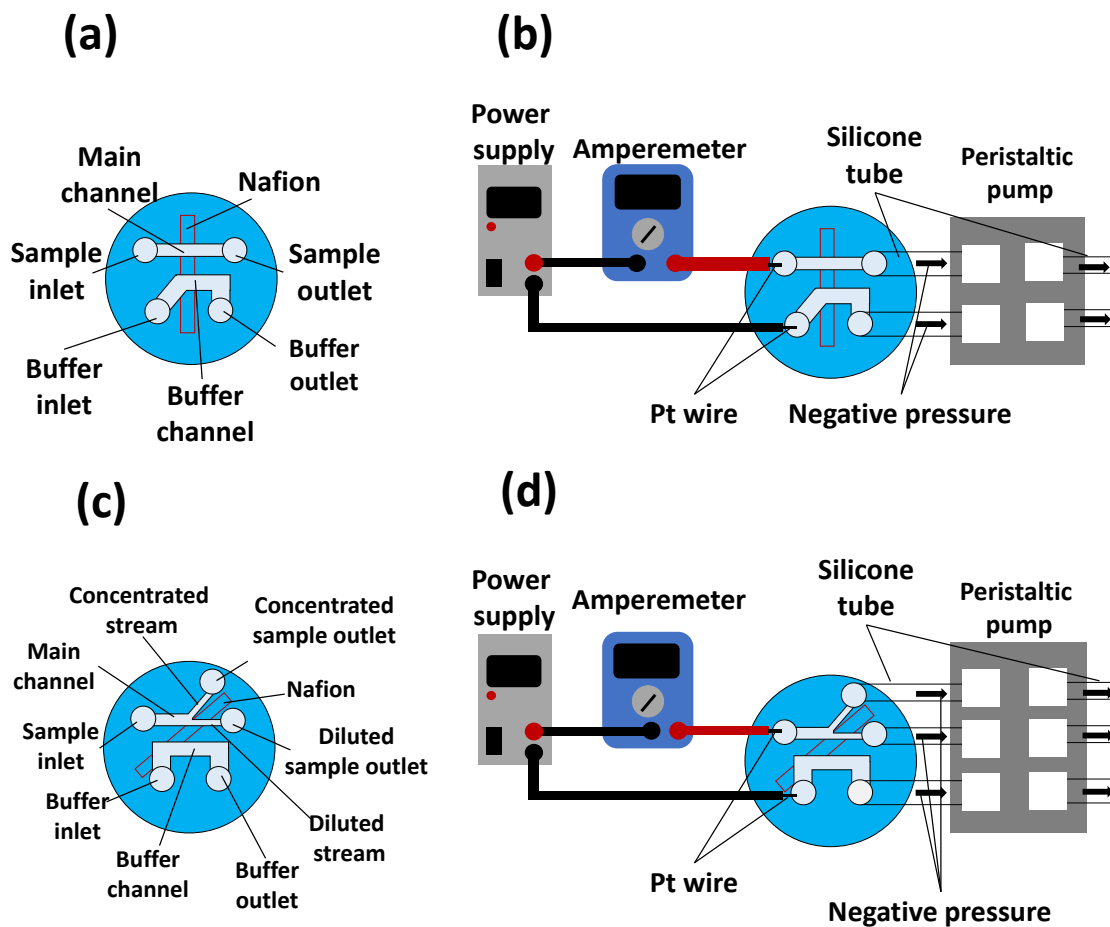 (a)
Main
channel
Nafion
Sample
inlet
Sample
outlet
Buffer
inlet
Buffer
channel
Buffer
outlet
(b)
Power
supply
Amperemeter
Silicone
tube
Peristaltic
pump
Pt wire
Negative pressure
(c)
Concentrated
stream
Concentrated
sample outlet
Main
channel
Nafion
Sample
inlet
Diluted
sample outlet
Buffer
inlet
Diluted
stream
Buffer
channel
Buffer
outlet
(d)
Power
supply
Amperemeter
Silicone
tube
Peristaltic
pump
Pt wire
Negative pressure